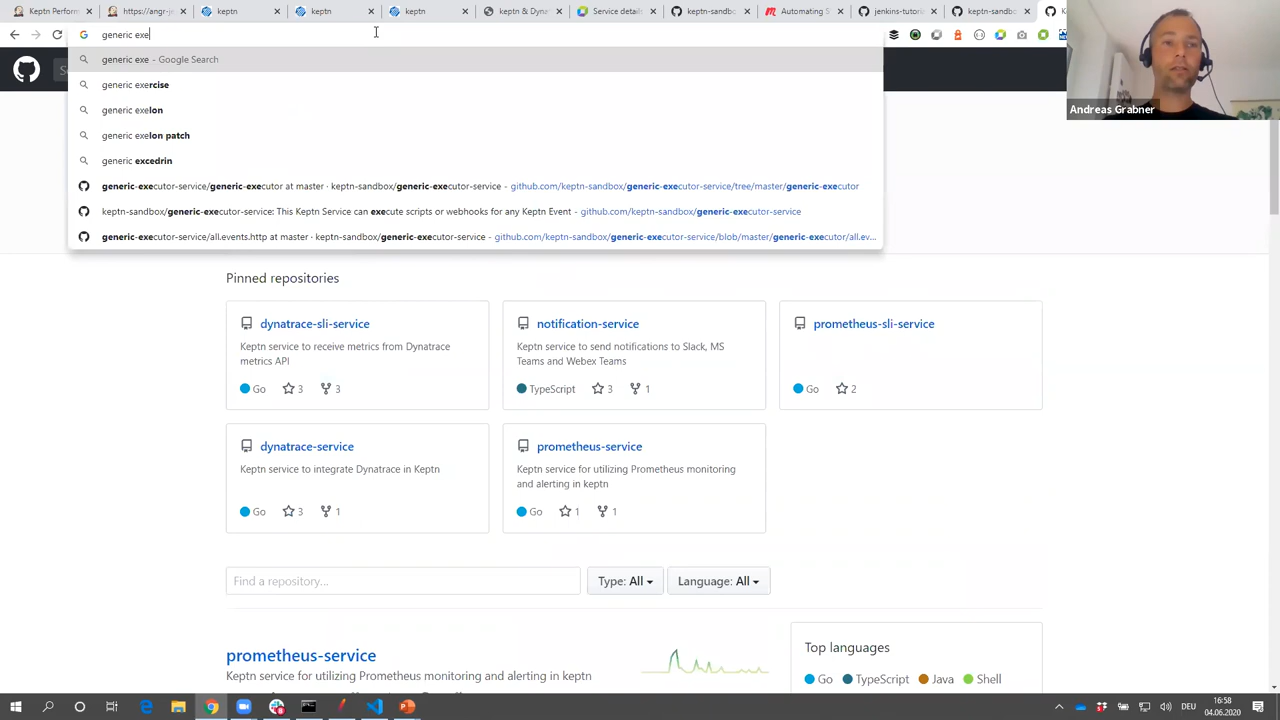 Keptn Perform
https://angr-je
keptn
keptn
keptn
keptn & Dyna
Service details
keptn-sandbo
Automating S
jenkins-tutori
keptn-sandbo
generic exe
generic exe - Google Search
generic exercise
generic exelon
generic exelon patch
generic excedrin
generic-executor-service/generic-executor at master · keptn-sandbox/generic-executor-service - github.com/keptn-sandbox/generic-executor-service/tree/master/generic-executor
keptn-sandbox/generic-executor-service: This Keptn Service can execute scripts or webhooks for any Keptn Event - github.com/keptn-sandbox/generic-executor-service
generic-executor-service/all.events.http at master · keptn-sandbox/generic-executor-service - github.com/keptn-sandbox/generic-executor-service/blob/master/generic-executor/all.ev...
Andreas Grabner
Pinned repositories
dynatrace-sli-service
Keptn service to receive metrics from Dynatrace
metrics API
Go 3 3
notification-service
Keptn service to send notifications to Slack, MS
Teams and Webex Teams
TypeScript 3 1
prometheus-sli-service
Go 2
dynatrace-service
Keptn service to integrate Dynatrace in Keptn
Go 3 1
prometheus-service
Keptn service for utilizing Prometheus monitoring
and alerting in keptn
Go 1 1
Find a repository...
Type: All
Language: All
prometheus-service
Keptn service for utilizing Prometheus monitoring and alerting in keptn
Top languages
Go TypeScript Java Shell
DEU
16:58
04.06.2020